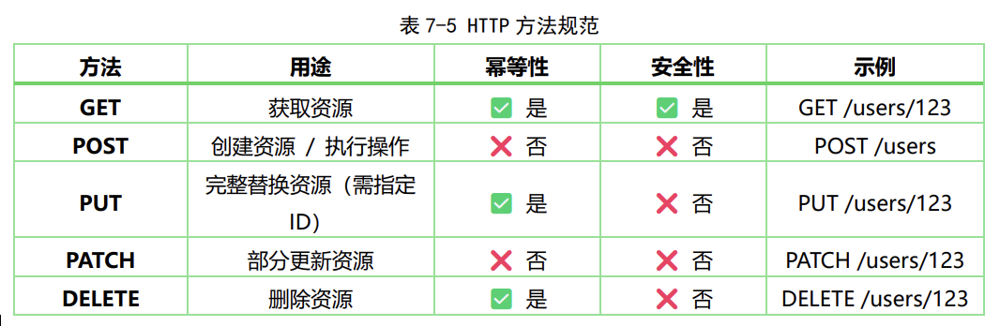 表 7-5 HTTP 方法规范
方法 用途 幂等性 安全性 示例
GET 获取资源 ✅ 是 ✅ 是 GET /users/123
POST 创建资源 / 执行操作 ❌ 否 ❌ 否 POST /users
PUT 完整替换资源（需指定
ID） ✅ 是 ❌ 否 PUT /users/123
PATCH 部分更新资源 ❌ 否 ❌ 否 PATCH /users/123
DELETE 删除资源 ✅ 是 ❌ 否 DELETE /users/123